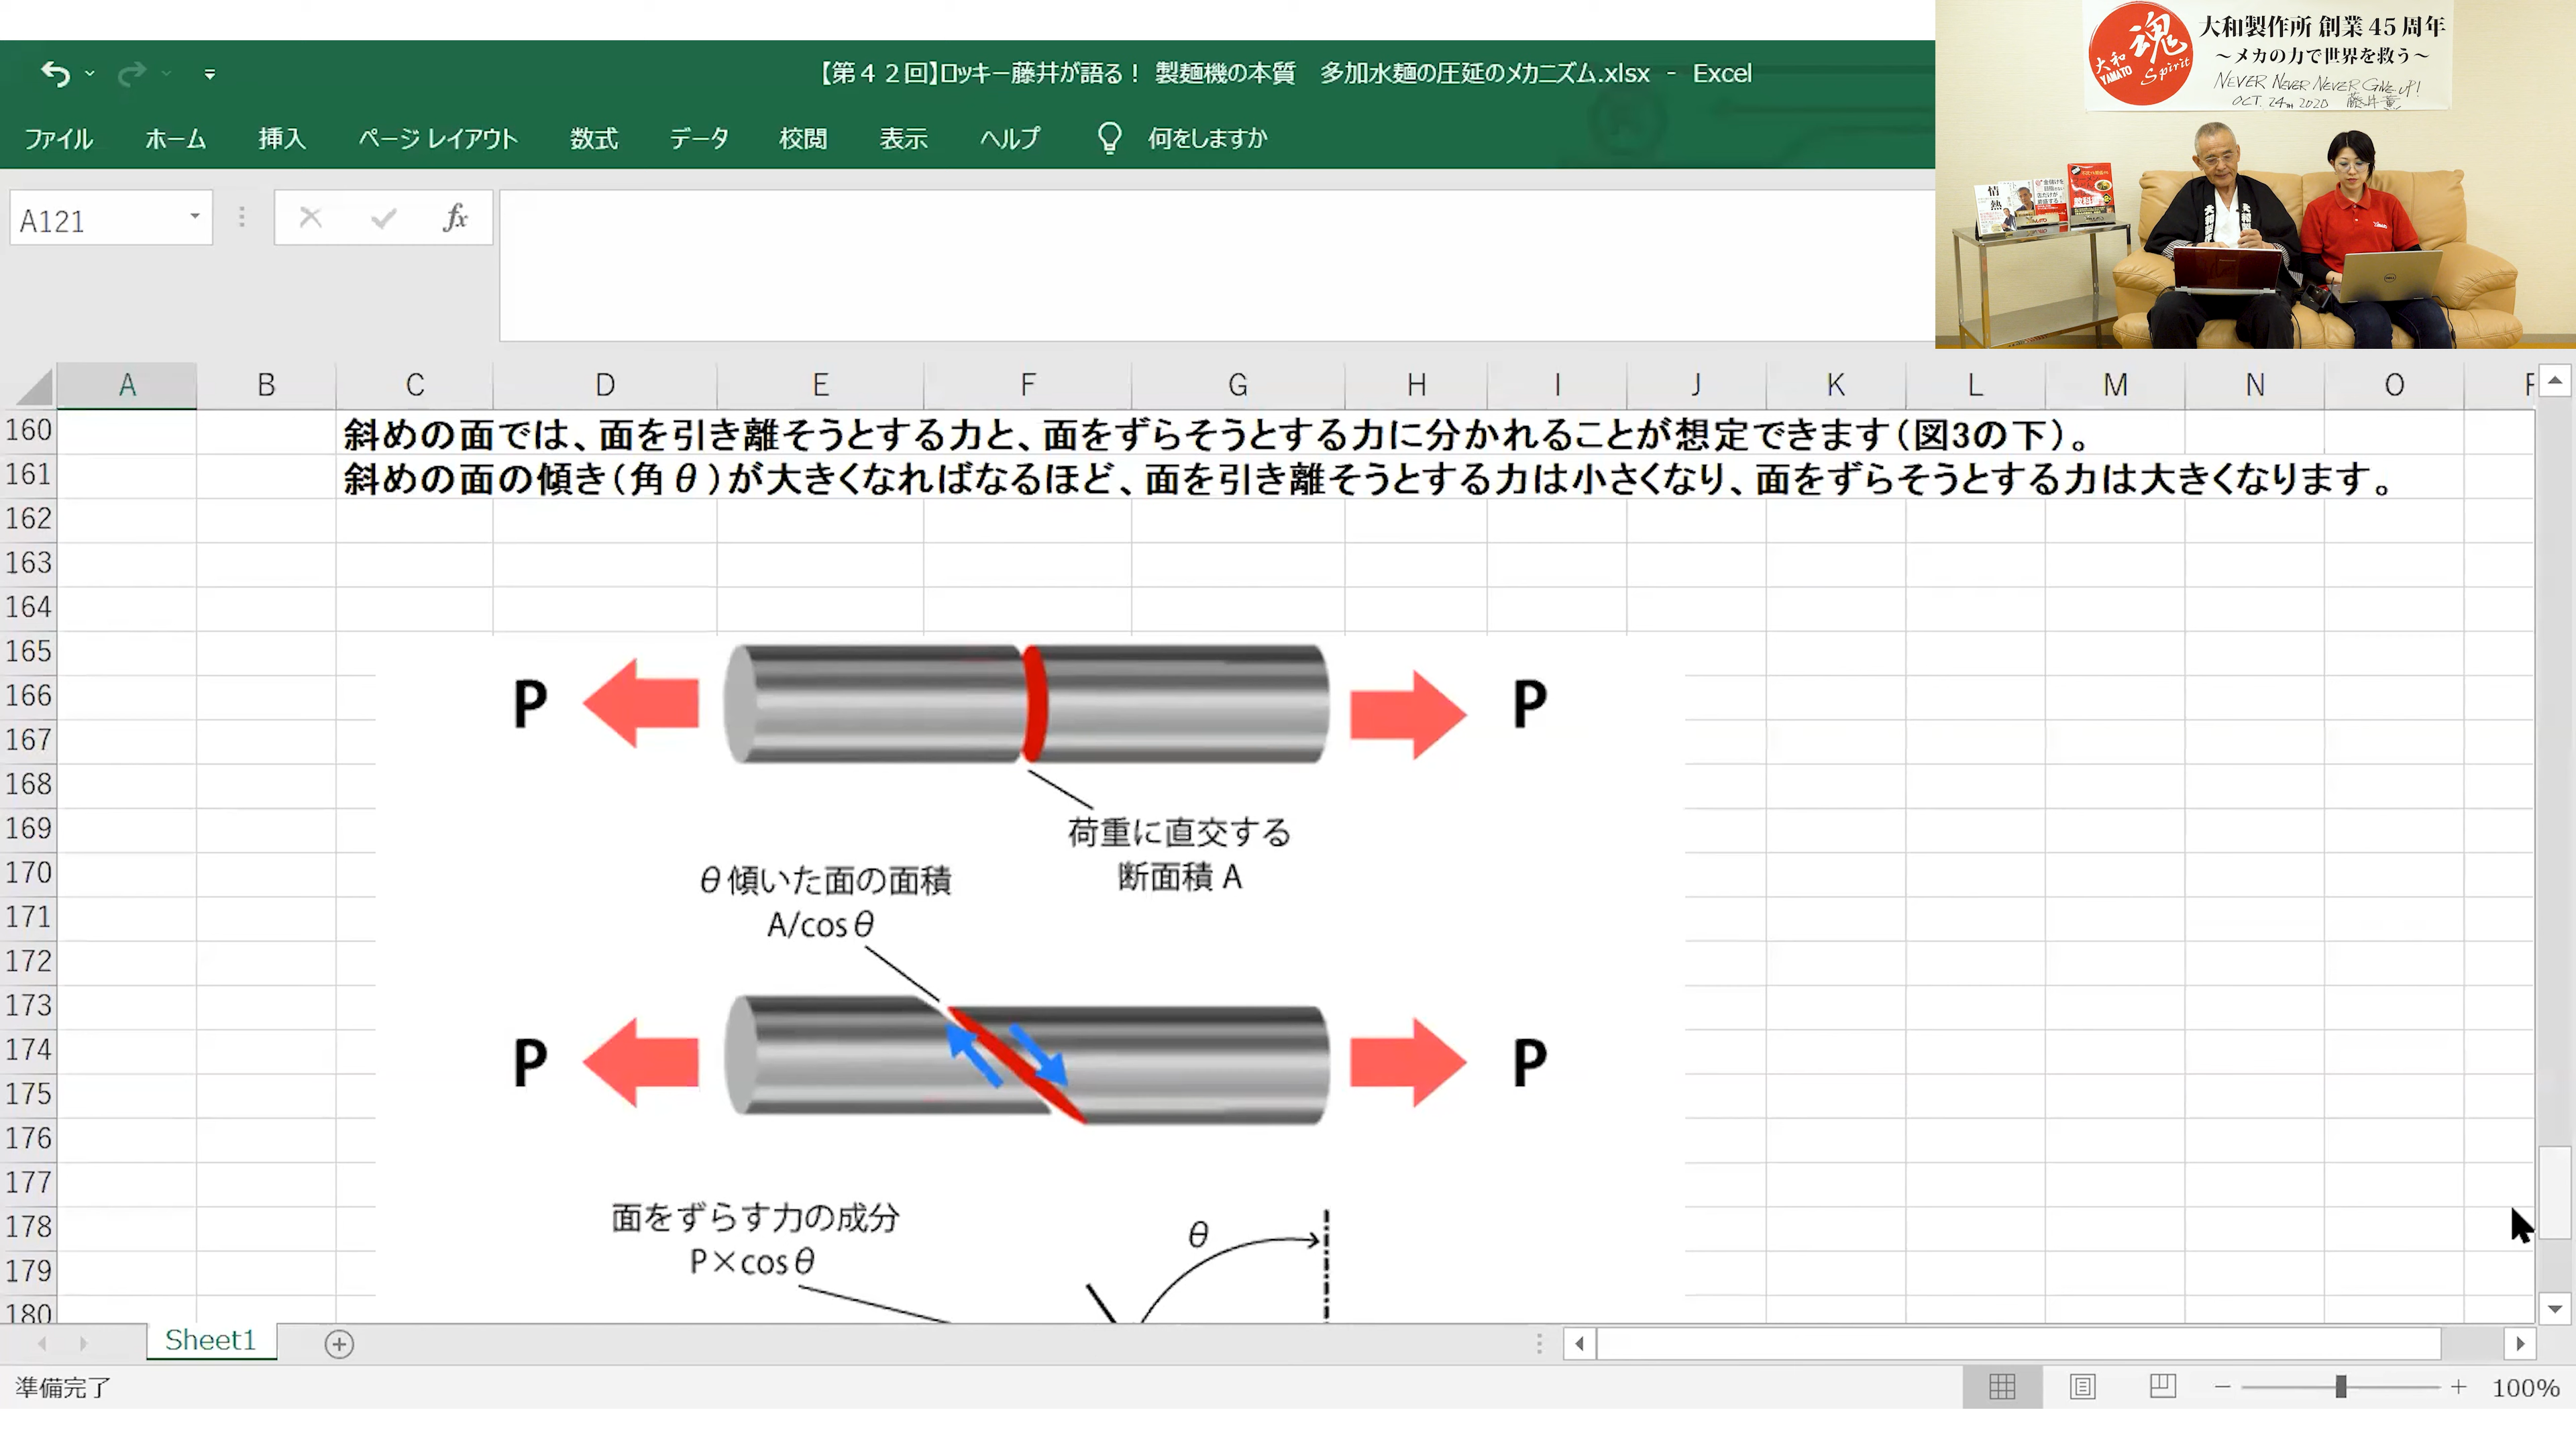 【第４２回】ロッキー藤井が語る！ 製麺機の本質　多加水麺の圧延のメカニズム.xlsx - Excel
ファイル ホーム 挿入 ページ レイアウト 数式 データ 校閲 表示 ヘルプ 何をしますか
大和製作所 創業45周年
～メカの力で世界を救う～
NEVER NEVER NEVER GIVE UP!
OCT. 24TH 2020 藤井薫
魂
大和
YAMATO
Spirit
情熱
A121
fx
A B C D E F G H I J K L M N O
160 斜めの面では、面を引き離そうとする力と、面をずらそうとする力に分かれることが想定できます（図3の下）。
161 斜めの面の傾き（角θ）が大きくなればなるほど、面を引き離そうとする力は小さくなり、面をずらそうとする力は大きくなります。
162
163
164
165
166
167
168
169
170
171
172
173
174
175
176
177
178
179
180
P P
荷重に直交する
断面積 A
θ傾いた面の面積
A/cosθ
P P
面をずらす力の成分
P×cosθ
θ
Sheet1
準備完了
100%